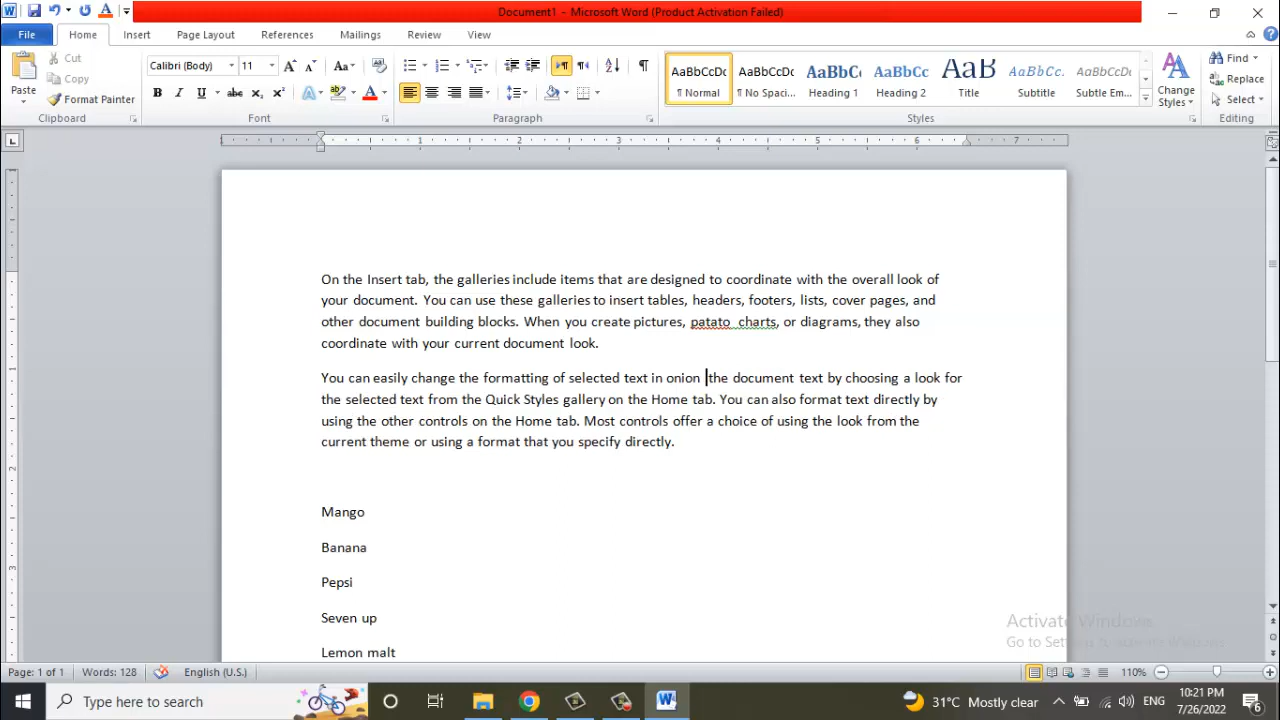 Document1 - Microsoft Word (Product Activation Failed)
File Home Insert Page Layout References Mailings Review View
Cut
Copy
Format Painter
Paste
Clipboard
Calibri (Body) 11
Font
Paragraph
AaBbCcDc AaBbCcDc AaBbC AaBbCc AaB AaBbCc. AaBbCcDc
¶ Normal ¶ No Spaci... Heading 1 Heading 2 Title Subtitle Subtle Em...
Change
Styles
Styles
Find
Replace
Select
Editing
1 2 3 4 5 6 7
On the Insert tab, the galleries include items that are designed to coordinate with the overall look of
your document. You can use these galleries to insert tables, headers, footers, lists, cover pages, and
other document building blocks. When you create pictures, patato charts, or diagrams, they also
coordinate with your current document look.
You can easily change the formatting of selected text in onion the document text by choosing a look for
the selected text from the Quick Styles gallery on the Home tab. You can also format text directly by
using the other controls on the Home tab. Most controls offer a choice of using the look from the
current theme or using a format that you specify directly.
Mango
Banana
Pepsi
Seven up
Lemon malt
Activate Windows
Go to Settings to activate Windows.
Page: 1 of 1 Words: 128 English (U.S.) 110%
Type here to search
31°C Mostly clear ENG 10:21 PM
7/26/2022
6